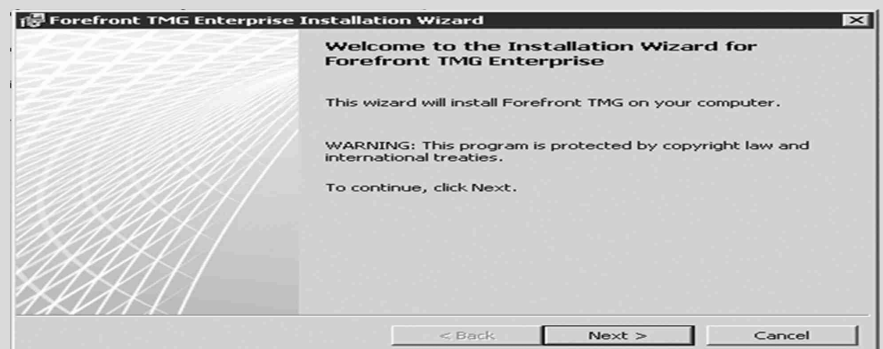 Forefront TMG Enterprise Installation Wizard
Welcome to the Installation Wizard for
Forefront TMG Enterprise
This wizard will install Forefront TMG on your computer.
WARNING: This program is protected by copyright law and
international treaties.
To continue, click Next.
< Back
Next >
Cancel